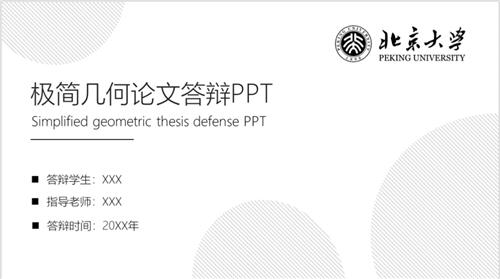 北京大学
PEKING UNIVERSITY
极简几何论文答辩PPT
Simplified geometric thesis defense PPT
■ 答辩学生：XXX
■ 指导老师：XXX
■ 答辩时间：20XX年